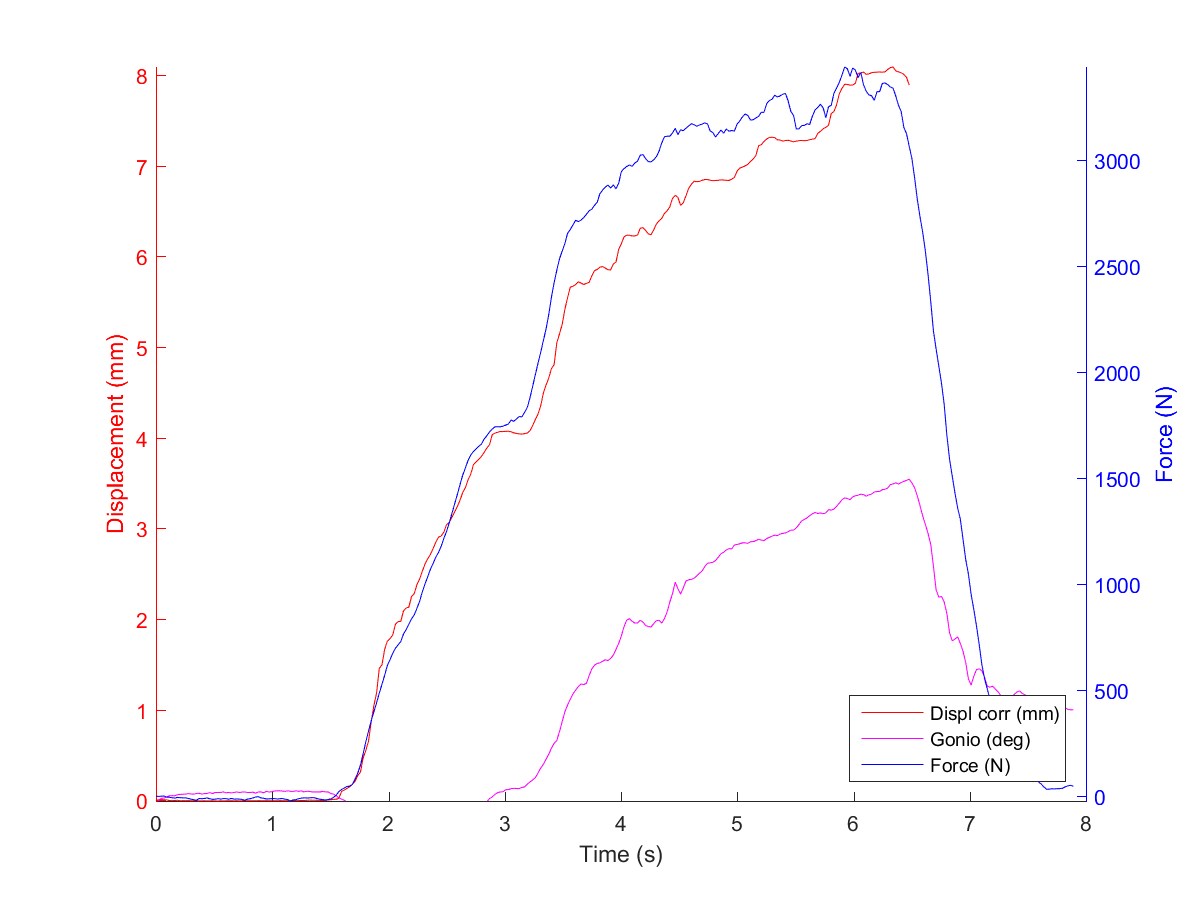 8
7
6
5
4
3
2
1
0
Displacement (mm)
3000
2500
2000
1500
1000
500
0
Force (N)
Displ corr (mm)
Gonio (deg)
Force (N)
0 1 2 3 4 5 6 7 8
Time (s)